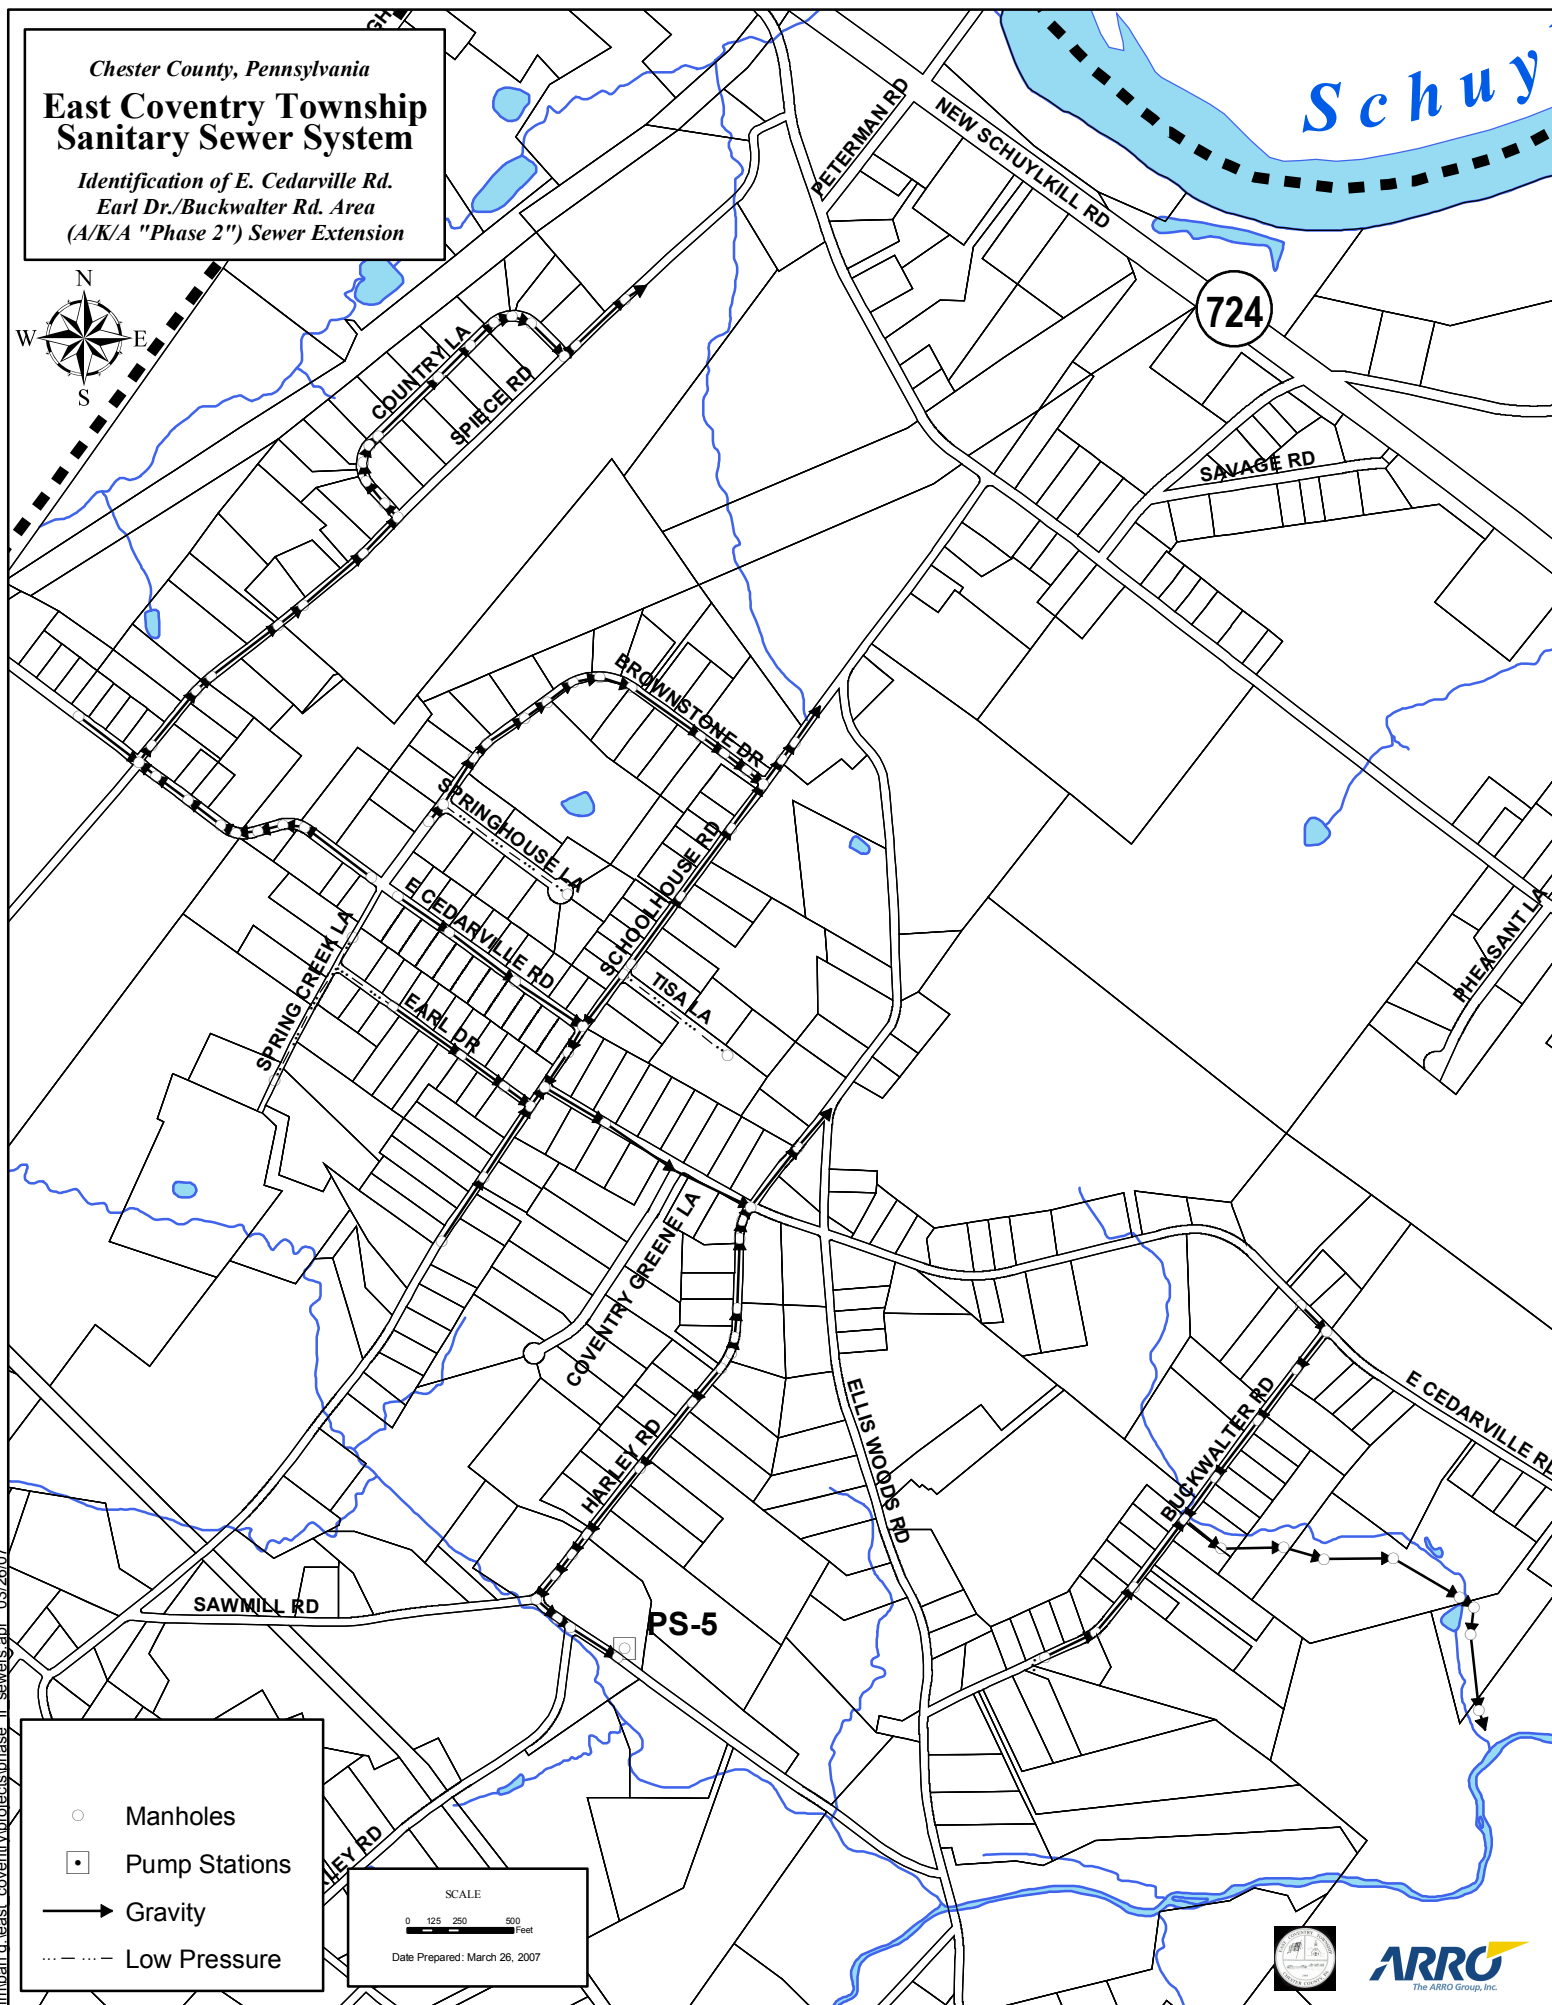 Chester County, Pennsylvania
East Coventry Township
Sanitary Sewer System
Identification of E. Cedarville Rd.
Earl Dr./Buckwalter Rd. Area
(A/K/A "Phase 2") Sewer Extension
N
W
E
S
GH
Schuy
PETERMAN RD
NEW SCHUYLKILL RD
724
COUNTRY LA
SPIECE RD
SAVAGE RD
BROWNSTONE DR
SPRINGHOUSE LA
SCHOOLHOUSE RD
E CEDARVILLE RD
SPRING CREEK LA
EARL DR
TISA LA
PHEASANT LA
COVENTRY GREENE LA
HARLEY RD
ELLIS WOODS RD
BUCKWALTER RD
E CEDARVILLE RD
SAWMILL RD
PS-5
LEY RD
Manholes
Pump Stations
Gravity
Low Pressure
SCALE
0 125 250 500
Feet
Date Prepared: March 26, 2007
ARRO
The ARRO Group, Inc.